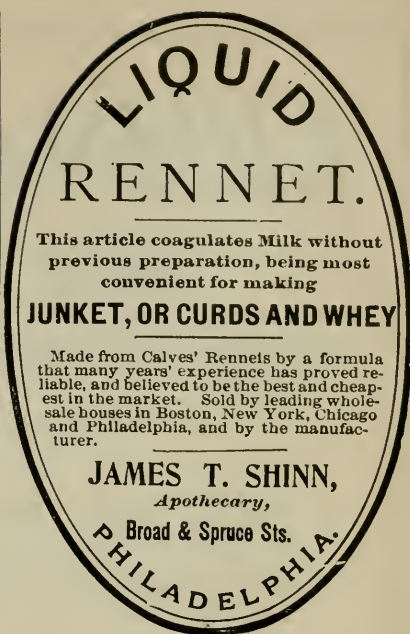 LIQUID
RENNET.
This article coagulates Milk without
previous preparation, being most
convenient for making
JUNKET, OR CURDS AND WHEY
Made from Calves' Rennets by a formula
that many years' experience has proved re-
liable, and believed to be the best and cheap-
est in the market. Sold by leading whole-
sale houses in Boston, New York, Chicago
and Philadelphia, and by the manufac-
turer.
JAMES T. SHINN,
Apothecary,
Broad & Spruce Sts.
PHILADELPHIA.